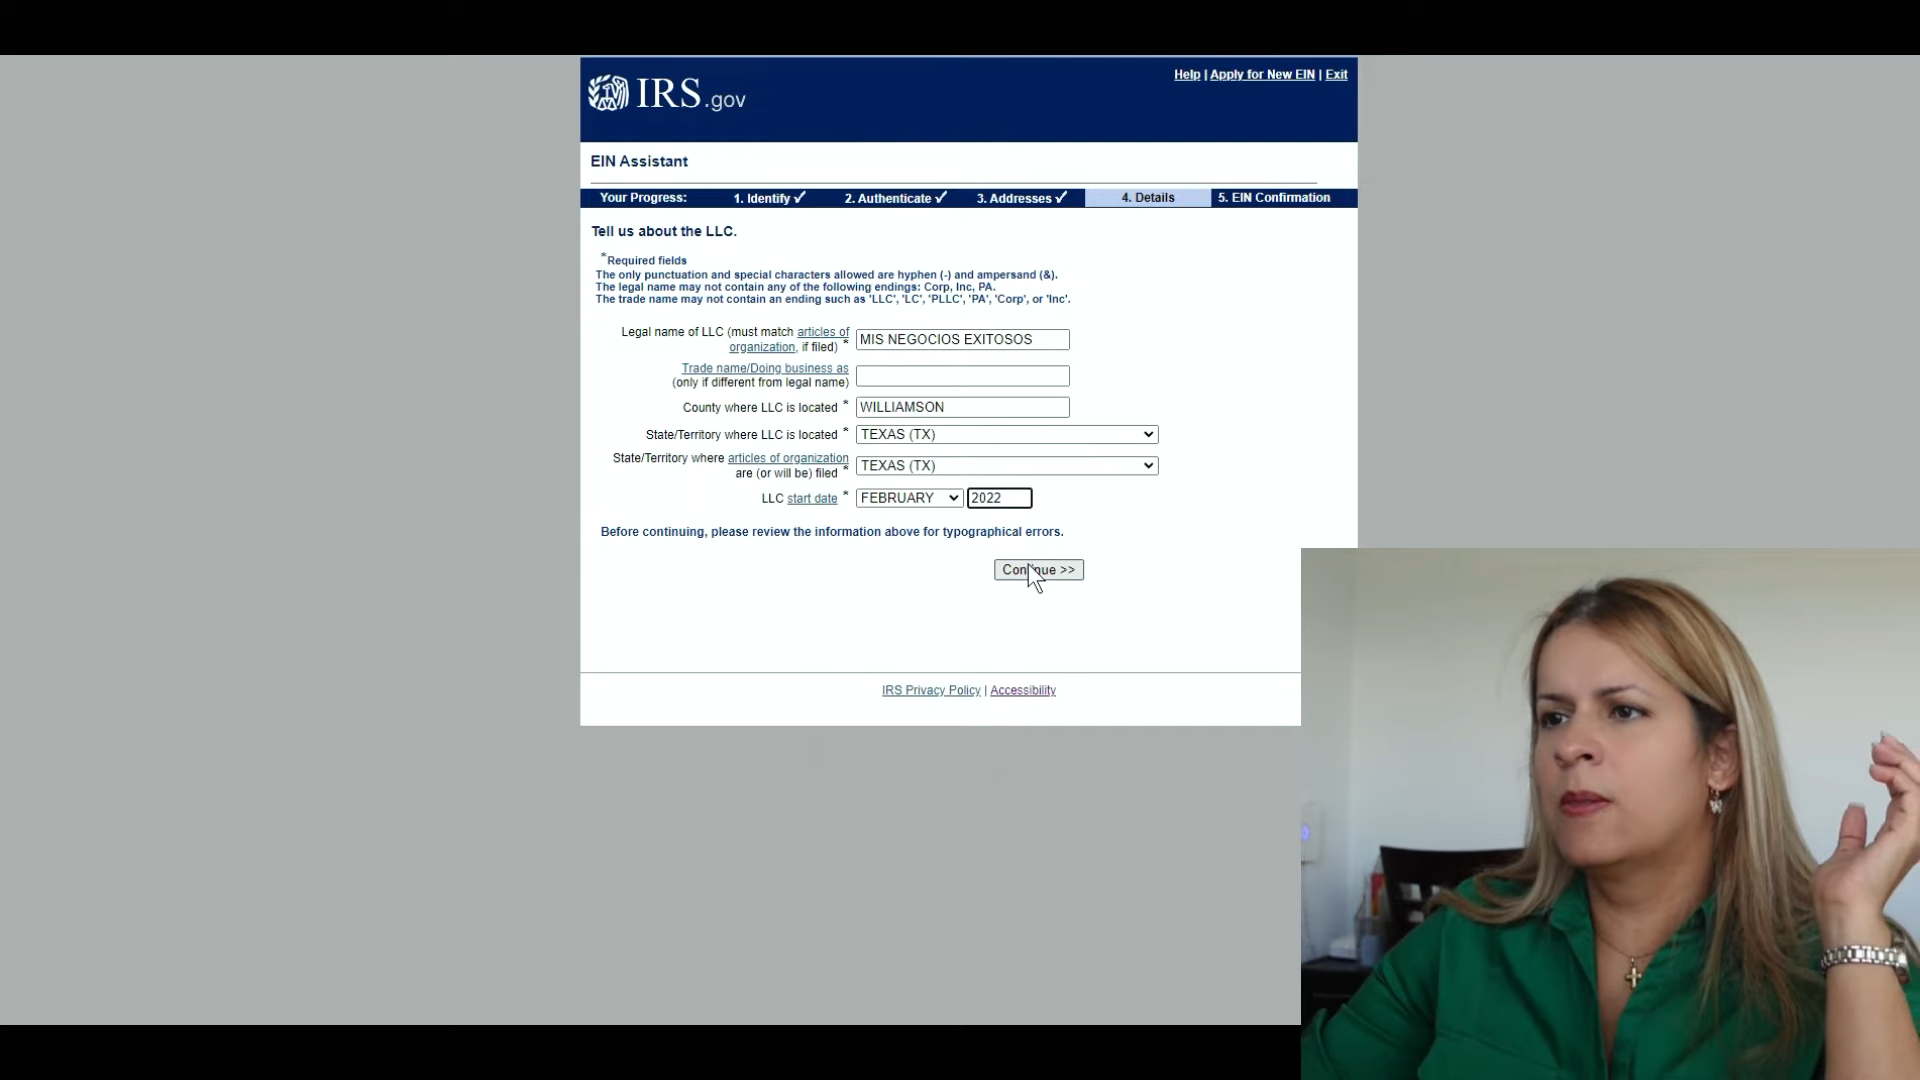 IRS.gov
Help | Apply for New EIN | Exit
EIN Assistant
Your Progress: 1. Identify ✓ 2. Authenticate ✓ 3. Addresses ✓ 4. Details 5. EIN Confirmation
Tell us about the LLC.
*Required fields
The only punctuation and special characters allowed are hyphen (-) and ampersand (&).
The legal name may not contain any of the following endings: Corp, Inc, PA.
The trade name may not contain an ending such as 'LLC', 'LC', 'PLLC', 'PA', 'Corp', or 'Inc'.
Legal name of LLC (must match articles of
organization, if filed) * MIS NEGOCIOS EXITOSOS
Trade name/Doing business as
(only if different from legal name)
County where LLC is located * WILLIAMSON
State/Territory where LLC is located * TEXAS (TX)
State/Territory where articles of organization
are (or will be) filed * TEXAS (TX)
LLC start date * FEBRUARY 2022
Before continuing, please review the information above for typographical errors.
Continue >>
IRS Privacy Policy | Accessibility